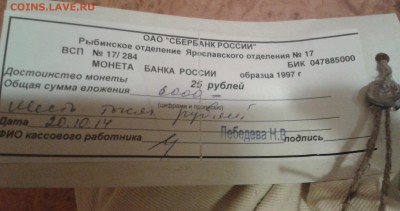 COINS.LAVE.RU
ОАО "СБЕРБАНК РОССИИ"
Рыбинское отделение Ярославского отделения № 17
ВСП № 17/ 284 БИК 047885000
МОНЕТА БАНКА РОССИИ образца 1997 г
Достоинство монеты 25 рублей
Общая сумма вложения 6000 =
(цифрами и прописью)
Шесть тысяч рублей
Дата 20.10.14
Лебедева Н.В
ФИО кассового работника подпись